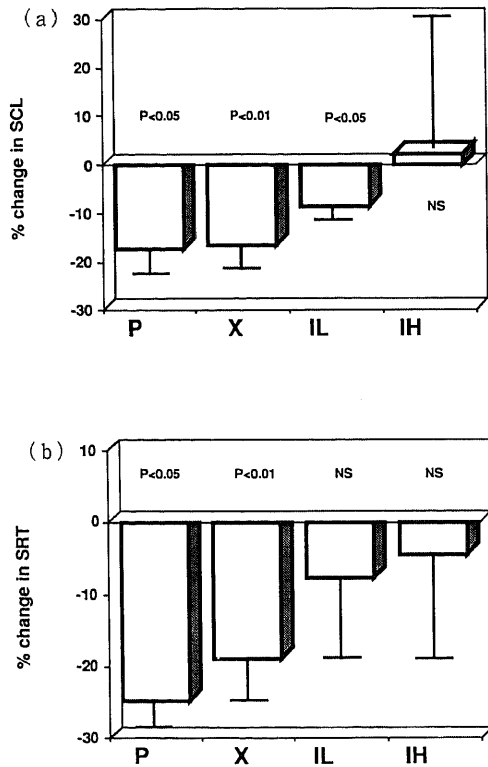 (a)
30
20
10
0
-10
-20
-30
% change in SCL
P<0.05 P<0.01 P<0.05
NS
P X IL IH
(b)
10
0
-10
-20
-30
% change in SRT
P<0.05 P<0.01 NS NS
P X IL IH